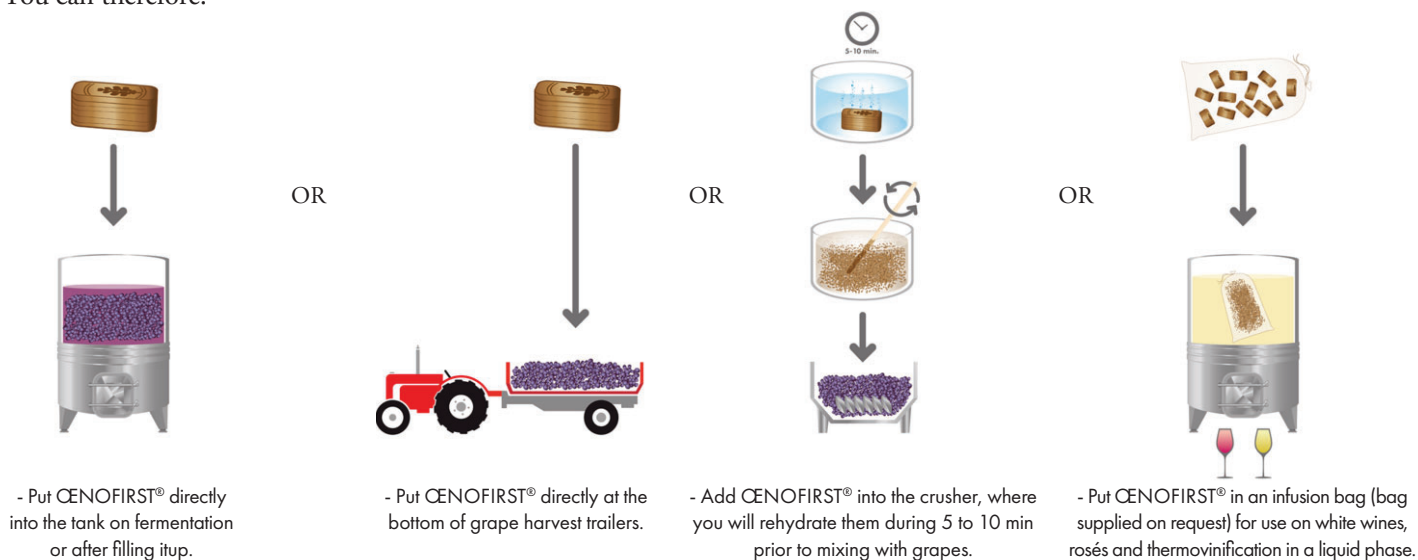 You can therefore:
5-10 min.
OR
OR
OR
- Put ŒNOFIRST® directly
into the tank on fermentation
or after filling itup.
- Put ŒNOFIRST® directly at the
bottom of grape harvest trailers.
- Add ŒNOFIRST® into the crusher, where
you will rehydrate them during 5 to 10 min
prior to mixing with grapes.
- Put ŒNOFIRST® in an infusion bag (bag
supplied on request) for use on white wines,
rosés and thermovinification in a liquid phase.